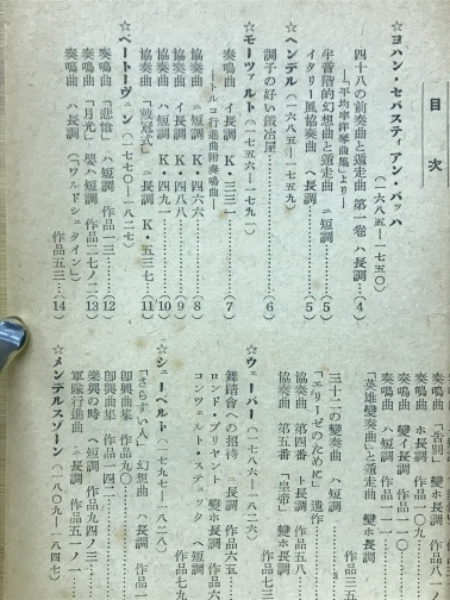 目次
☆ヨハン・セバスティアン・バッハ
(一六八五―一七五〇)
四十八の前奏曲と遁走曲 第一卷 ハ長調……(4)
―「平均率洋琴曲集」より―
半音階的幻想曲と遁走曲 ニ短調……(5)
イタリー風協奏曲 ヘ長調……(5)
☆ヘンデル(一六八五―一七五九)
調子の好い鍛冶屋……(6)
☆モーツァルト(一七五六―一七九一)
奏鳴曲 イ長調 K・三三一……(7)
―トルコ行進曲附奏鳴曲―
協奏曲 ニ短調 K・四六六……(8)
協奏曲 イ長調 K・四八八……(9)
協奏曲 ハ短調 K・四九一……(10)
協奏曲「戴冠式」ニ長調 K・五三七……(11)
☆ベートーヴェン(一七七〇―一八二七)
奏鳴曲「悲愴」ハ短調 作品一三……(12)
奏鳴曲「月光」嬰ハ短調 作品二七ノ二……(13)
奏鳴曲 ハ長調(「ワルドシュタイン」)
作品五三……(14)
奏鳴曲「告別」變ホ長調 作品八一ノ
奏鳴曲 ホ長調 作品一〇九
奏鳴曲 變イ長調 作品一一〇
奏鳴曲 ハ短調 作品一一一
「英雄變奏曲」と遁走曲 變ホ長調
作品三五
三十二の變奏曲 ハ短調
「エリーゼのために」遺作
協奏曲 第四番 ト長調 作品五八
協奏曲 第五番「皇帝」變ホ長調
☆ウェーバー(一七八六―一八二六)
舞踏會への招待 ニ長調 作品六五
ロンド・ブリヤント 變ホ長調 作品六
コンツェルト・ステュック ヘ短調
作品七九
☆シューベルト(一七九七―一八二八)
「さらすい人」幻想曲 ハ長調 作品一
卽興曲集 作品九〇
卽興曲集 作品一四二
樂興の時 ヘ短調 作品九四ノ三
軍隊行進曲 ニ長調 作品五一ノ一
☆メンデルスゾーン(一八〇九―一八四七)